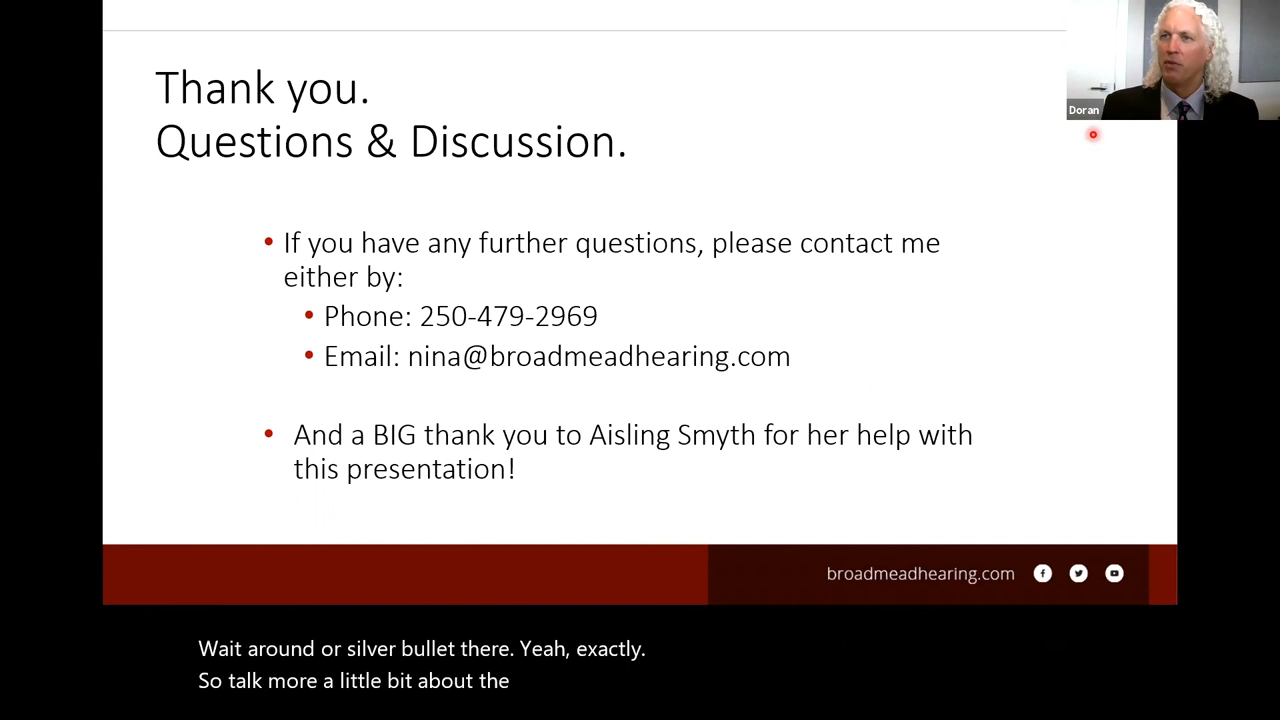 Thank you.
Questions & Discussion.
Doran
• If you have any further questions, please contact me
either by:
• Phone: 250-479-2969
• Email: nina@broadmeadhearing.com
• And a BIG thank you to Aisling Smyth for her help with
this presentation!
broadmeadhearing.com
Wait around or silver bullet there. Yeah, exactly.
So talk more a little bit about the